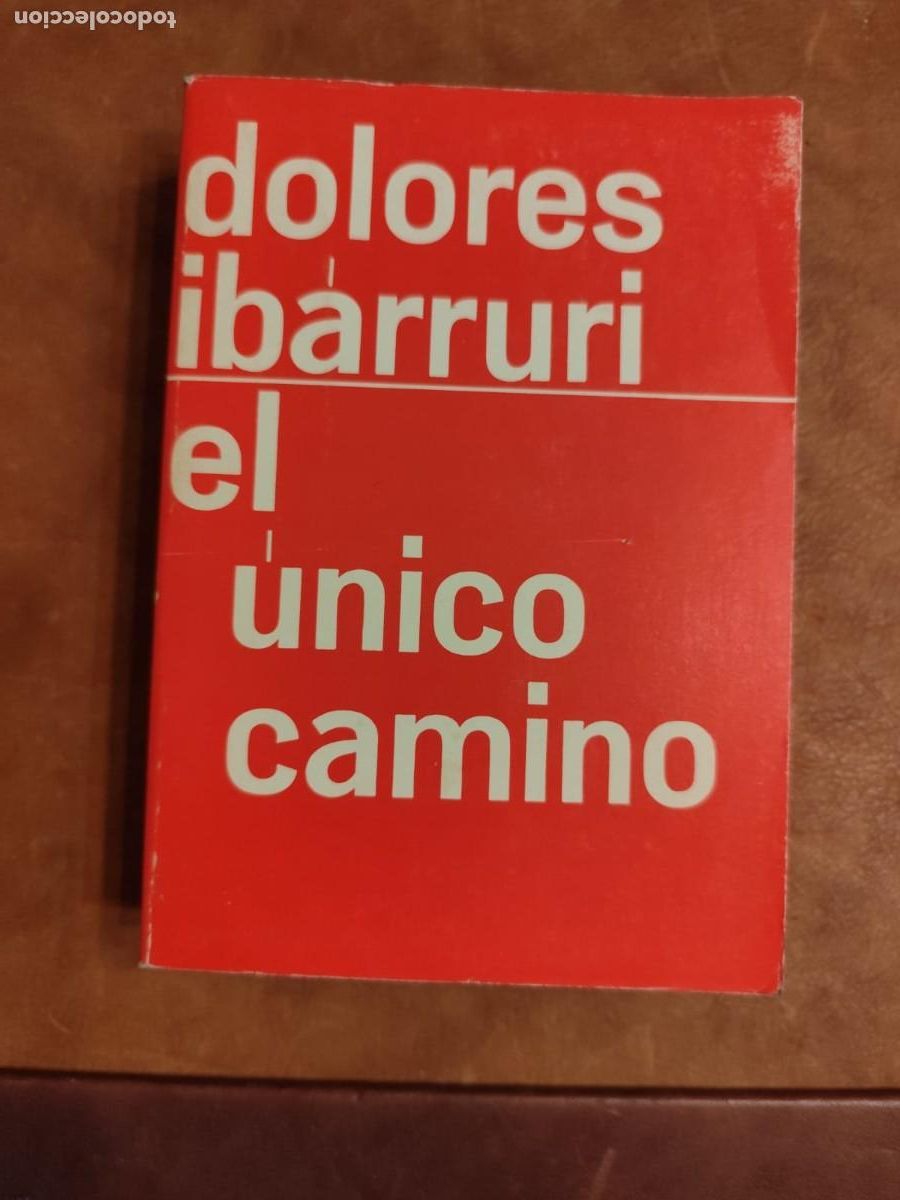 todocoleccion
dolores
ibárruri
el
único
camino